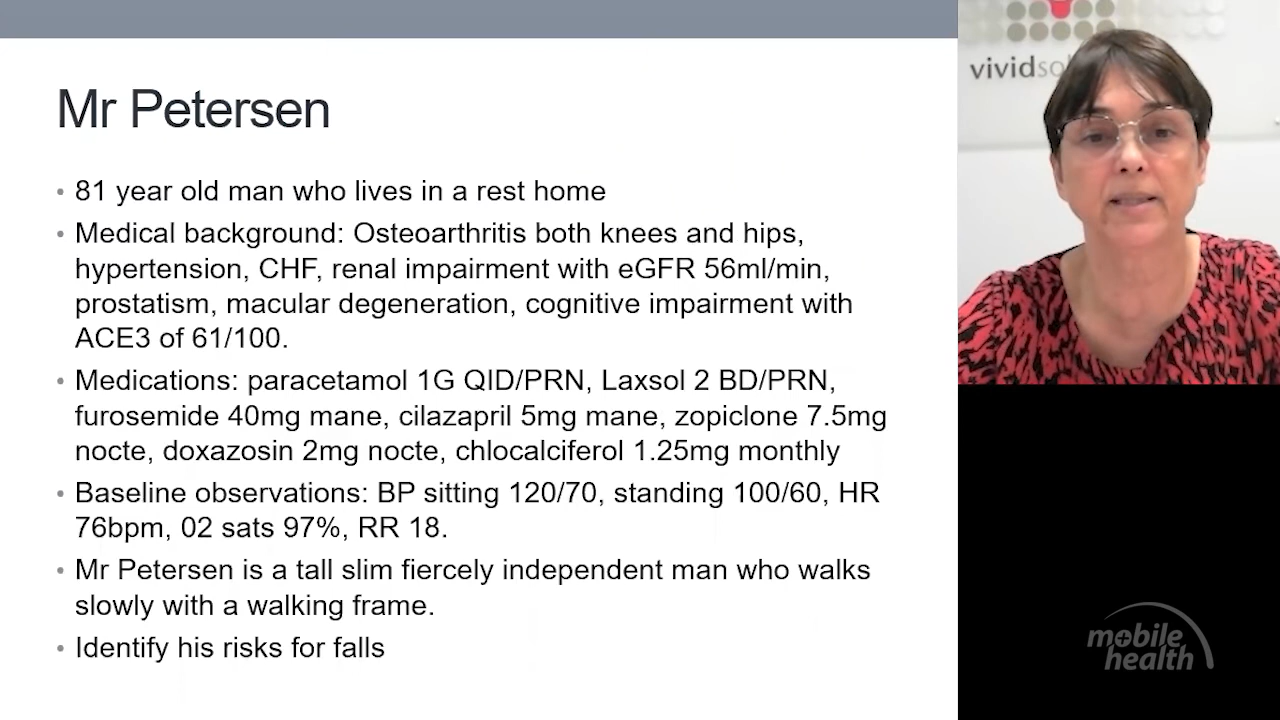 Mr Petersen
• 81 year old man who lives in a rest home
• Medical background: Osteoarthritis both knees and hips,
hypertension, CHF, renal impairment with eGFR 56ml/min,
prostatism, macular degeneration, cognitive impairment with
ACE3 of 61/100.
• Medications: paracetamol 1G QID/PRN, Laxsol 2 BD/PRN,
furosemide 40mg mane, cilazapril 5mg mane, zopiclone 7.5mg
nocte, doxazosin 2mg nocte, chlocalciferol 1.25mg monthly
• Baseline observations: BP sitting 120/70, standing 100/60, HR
76bpm, 02 sats 97%, RR 18.
• Mr Petersen is a tall slim fiercely independent man who walks
slowly with a walking frame.
• Identify his risks for falls
vividso
mobile
health